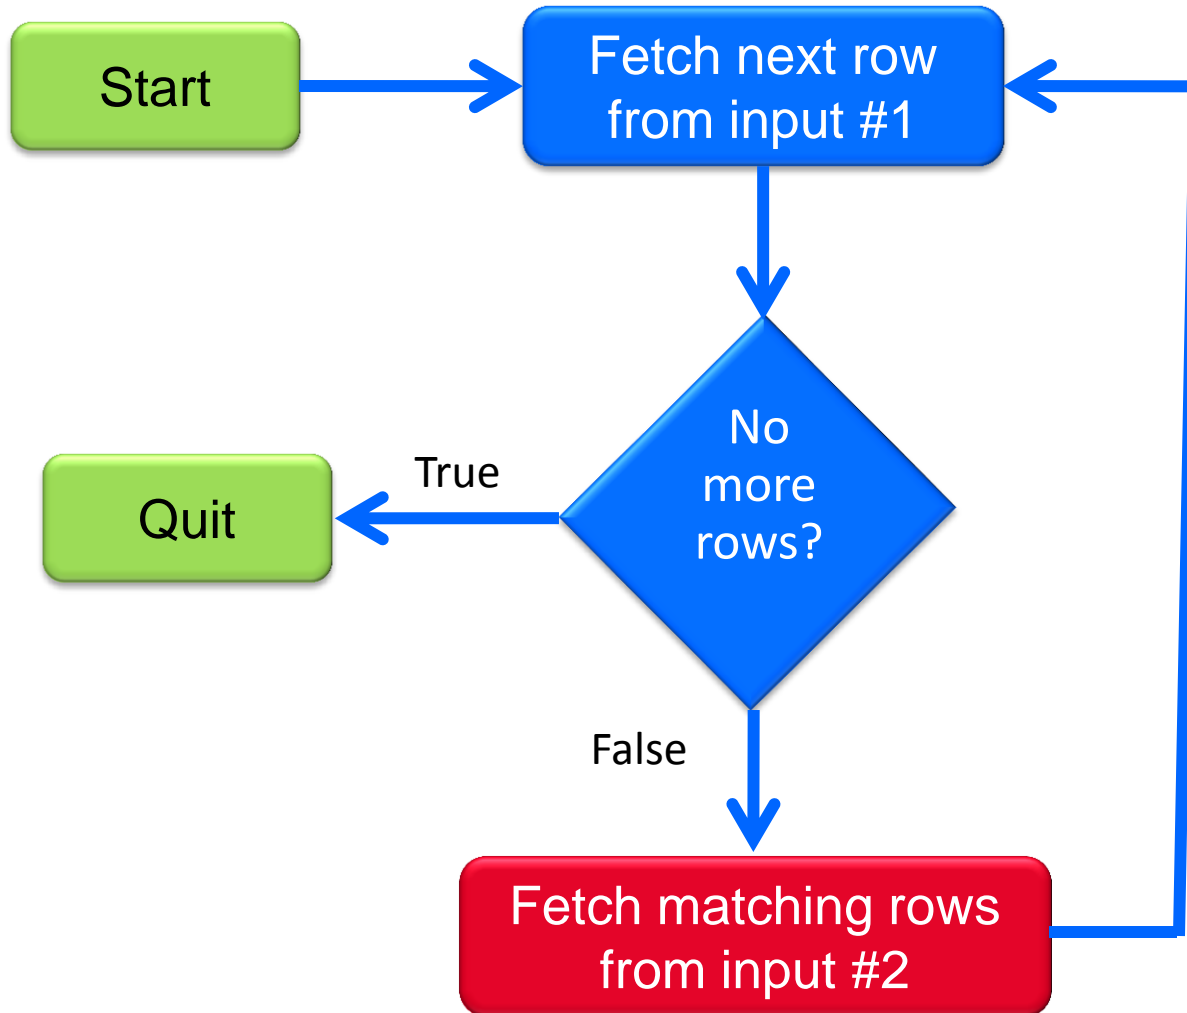 Start
Fetch next row
from input #1
No
more
rows?
True
Quit
False
Fetch matching rows
from input #2